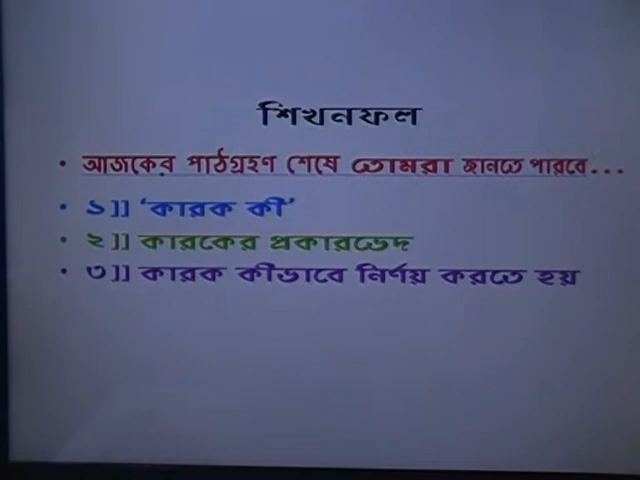 শিখনফল
• আজকের পাঠগ্রহণ শেষে তোমরা জানতে পারবে...
• ১]] ‘কারক কী’
• ২]] কারকের প্রকারভেদ
• ৩]] কারক কীভাবে নির্ণয় করতে হয়